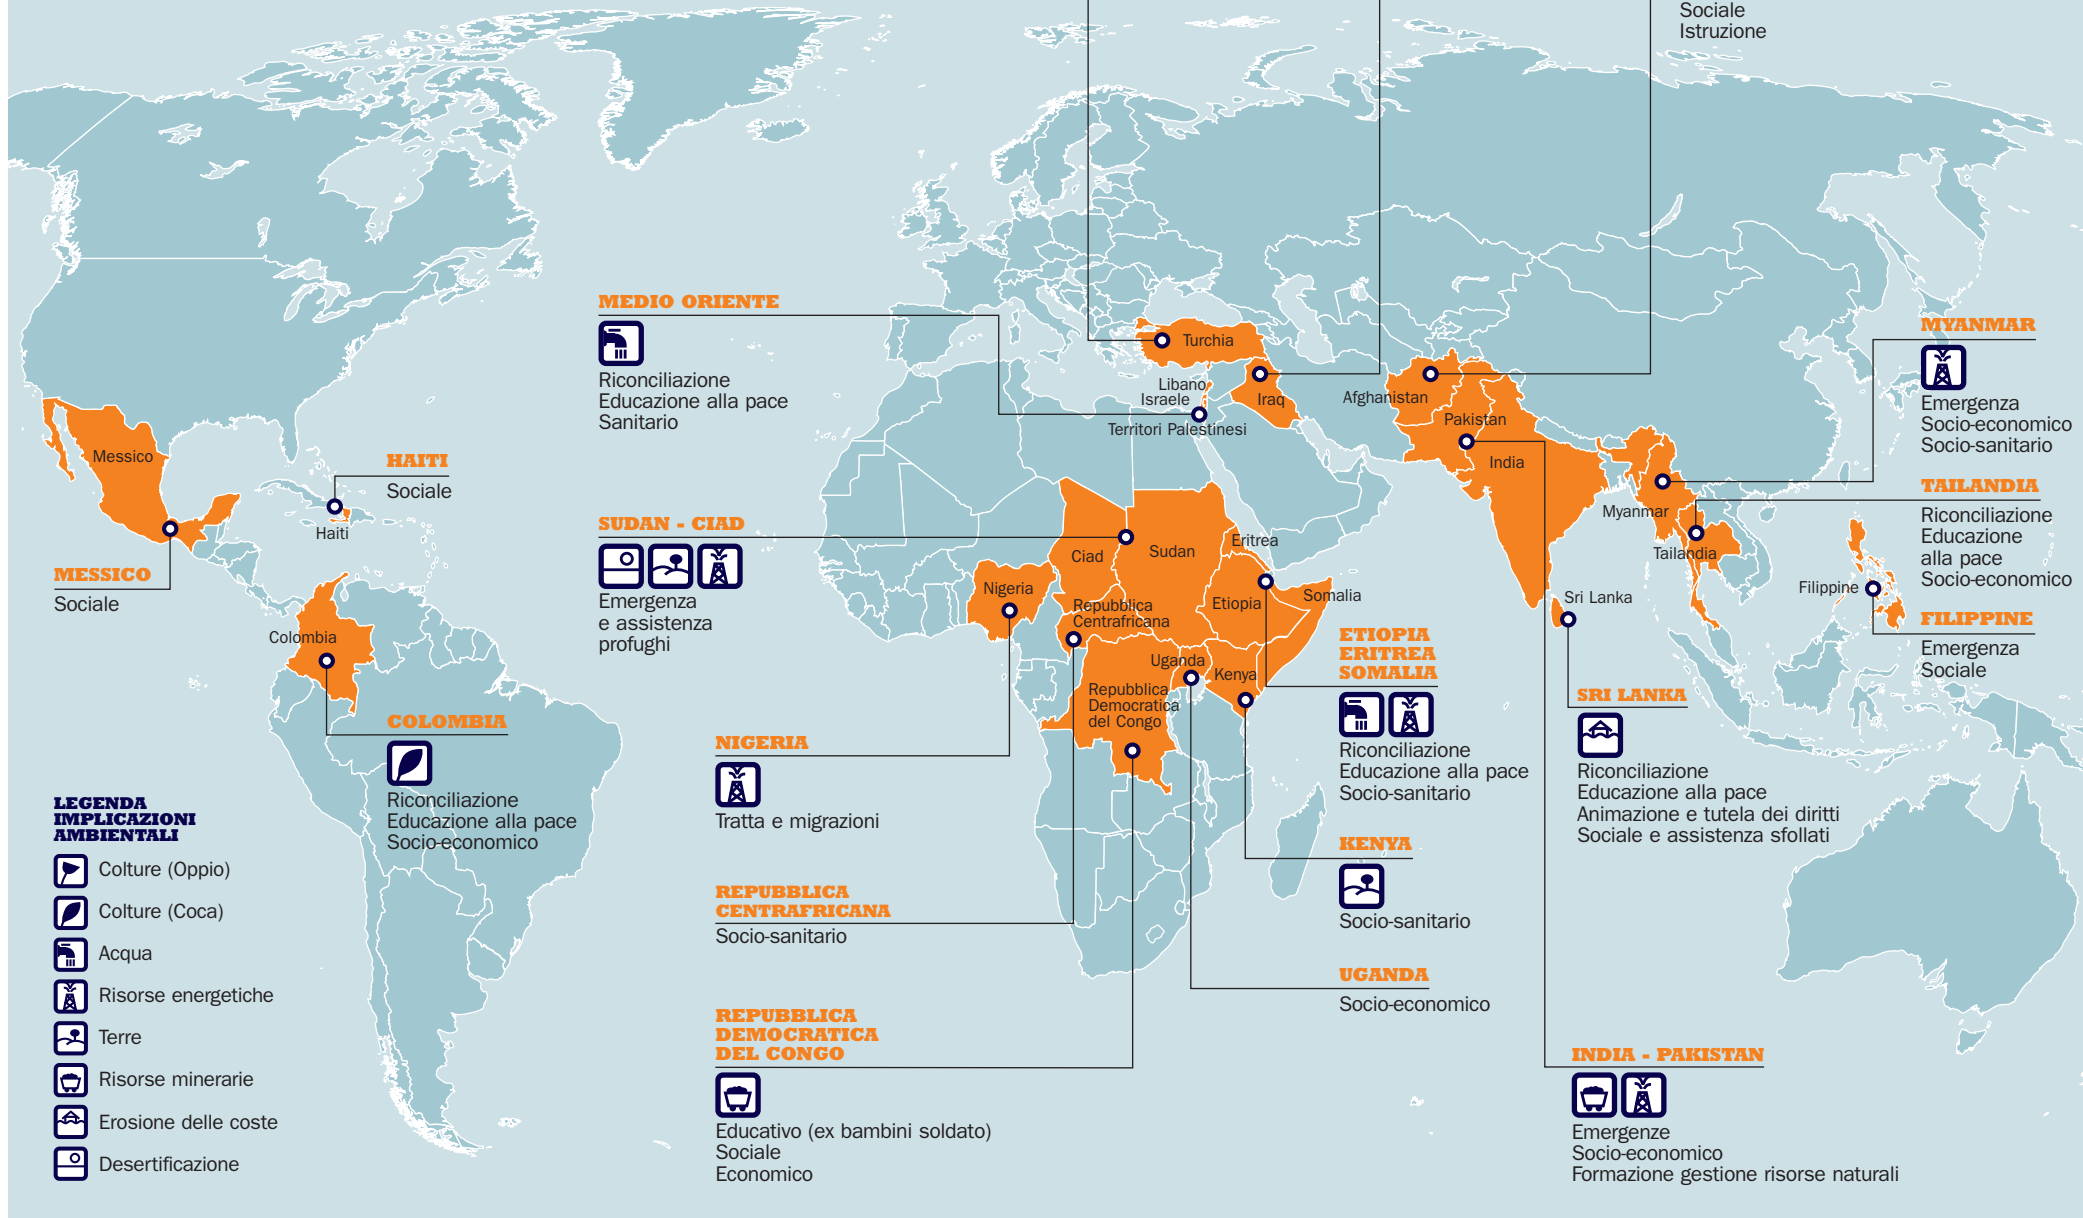 Sociale
Istruzione
MEDIO ORIENTE
Riconciliazione
Educazione alla pace
Sanitario
Turchia
Libano
Israele
Territori Palestinesi
Iraq
Afghanistan
Pakistan
India
MYANMAR
Emergenza
Socio-economico
Socio-sanitario
Myanmar
TAILANDIA
Riconciliazione
Educazione
alla pace
Socio-economico
Tailandia
Filippine
FILIPPINE
Emergenza
Sociale
Sri Lanka
SRI LANKA
Riconciliazione
Educazione alla pace
Animazione e tutela dei diritti
Sociale e assistenza sfollati
Messico
MESSICO
Sociale
HAITI
Sociale
Haiti
Colombia
COLOMBIA
Riconciliazione
Educazione alla pace
Socio-economico
SUDAN - CIAD
Emergenza
e assistenza
profughi
Ciad
Sudan
Eritrea
Nigeria
Repubblica
Centrafricana
Etiopia
Somalia
Uganda
Kenya
Repubblica
Democratica
del Congo
ETIOPIA
ERITREA
SOMALIA
Riconciliazione
Educazione alla pace
Socio-sanitario
NIGERIA
Tratta e migrazioni
KENYA
Socio-sanitario
REPUBBLICA
CENTRAFRICANA
Socio-sanitario
UGANDA
Socio-economico
REPUBBLICA
DEMOCRATICA
DEL CONGO
Educativo (ex bambini soldato)
Sociale
Economico
INDIA - PAKISTAN
Emergenze
Socio-economico
Formazione gestione risorse naturali
LEGENDA
IMPLICAZIONI
AMBIENTALI
Colture (Oppio)
Colture (Coca)
Acqua
Risorse energetiche
Terre
Risorse minerarie
Erosione delle coste
Desertificazione